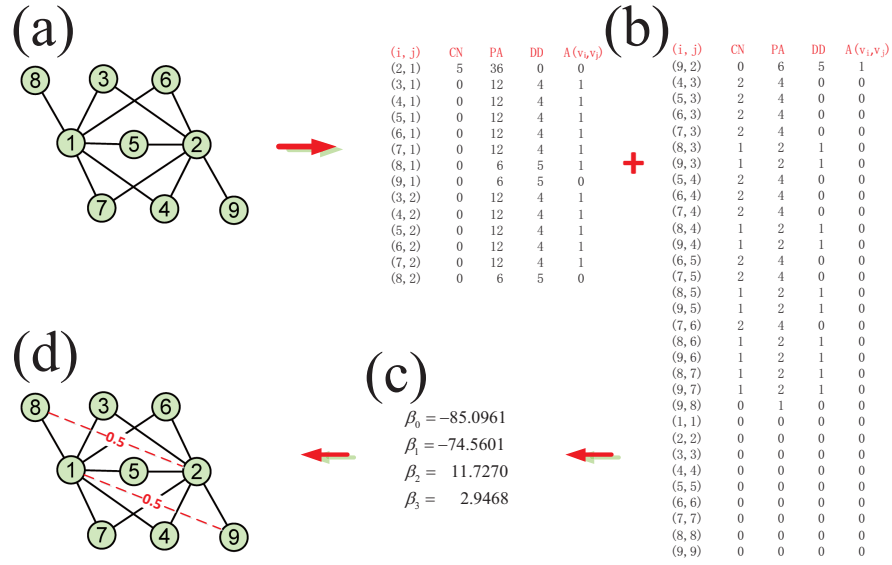 (a)
8
3
6
1
5
2
7
4
9
(i, j) CN PA DD A(vᵢ,vⱼ)
(2, 1) 5 36 0 0
(3, 1) 0 12 4 1
(4, 1) 0 12 4 1
(5, 1) 0 12 4 1
(6, 1) 0 12 4 1
(7, 1) 0 12 4 1
(8, 1) 0 6 5 1
(9, 1) 0 6 5 0
(3, 2) 0 12 4 1
(4, 2) 0 12 4 1
(5, 2) 0 12 4 1
(6, 2) 0 12 4 1
(7, 2) 0 12 4 1
(8, 2) 0 6 5 0
+
(b)
(i, j) CN PA DD A(vᵢ,vⱼ)
(9, 2) 0 6 5 1
(4, 3) 2 4 0 0
(5, 3) 2 4 0 0
(6, 3) 2 4 0 0
(7, 3) 2 4 0 0
(8, 3) 1 2 1 0
(9, 3) 1 2 1 0
(5, 4) 2 4 0 0
(6, 4) 2 4 0 0
(7, 4) 2 4 0 0
(8, 4) 1 2 1 0
(9, 4) 1 2 1 0
(6, 5) 2 4 0 0
(7, 5) 2 4 0 0
(8, 5) 1 2 1 0
(9, 5) 1 2 1 0
(7, 6) 2 4 0 0
(8, 6) 1 2 1 0
(9, 6) 1 2 1 0
(8, 7) 1 2 1 0
(9, 7) 1 2 1 0
(9, 8) 0 1 0 0
(1, 1) 0 0 0 0
(2, 2) 0 0 0 0
(3, 3) 0 0 0 0
(4, 4) 0 0 0 0
(5, 5) 0 0 0 0
(6, 6) 0 0 0 0
(7, 7) 0 0 0 0
(8, 8) 0 0 0 0
(9, 9) 0 0 0 0
(c)
β₀ = −85.0961
β₁ = −74.5601
β₂ = 11.7270
β₃ = 2.9468
(d)
8
3
6
0.5
1
5
2
0.5
7
4
9